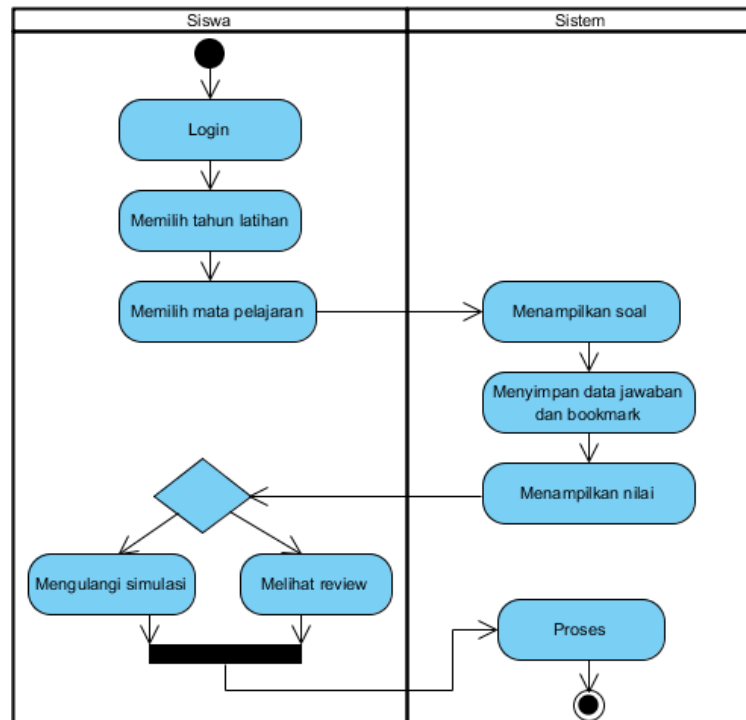 Siswa
Sistem
Login
Memilih tahun latihan
Memilih mata pelajaran
Menampilkan soal
Menyimpan data jawaban
dan bookmark
Menampilkan nilai
Mengulangi simulasi
Melihat review
Proses